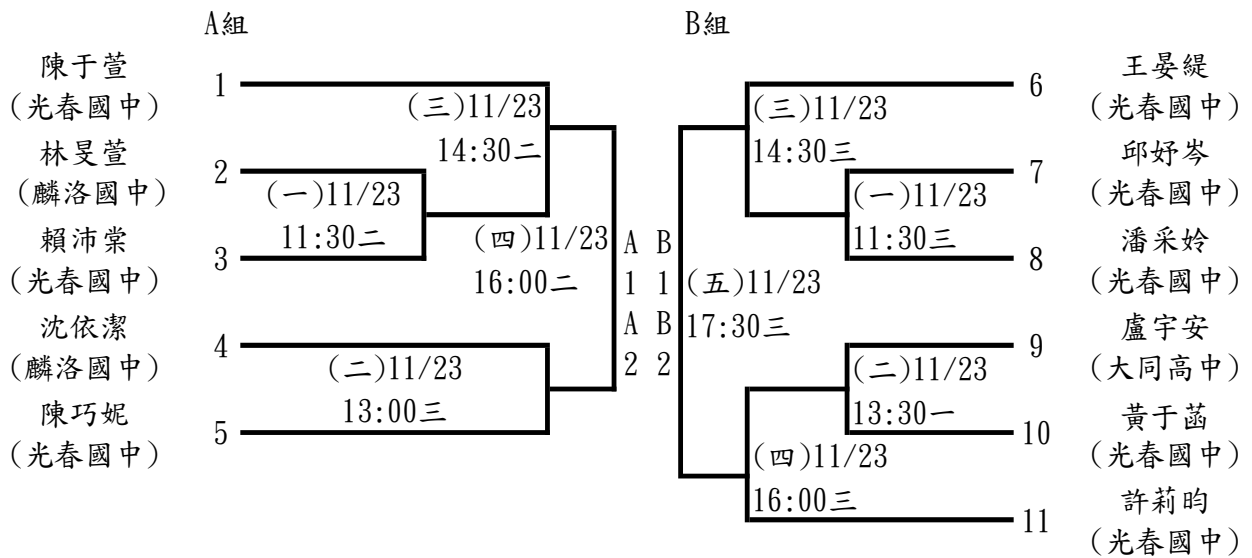 A組
陳于萱
(光春國中)
1
林旻萱
(麟洛國中)
2
賴沛棠
(光春國中)
3
沈依潔
(麟洛國中)
4
陳巧妮
(光春國中)
5
(三)11/23
14:30二
(一)11/23
11:30二
(四)11/23
16:00二
(二)11/23
13:00三
A1A2
B1B2
B組
(五)11/23
17:30三
(三)11/23
14:30三
(一)11/23
11:30三
(二)11/23
13:30一
(四)11/23
16:00三
6
王晏緹
(光春國中)
7
邱妤岑
(光春國中)
8
潘采姈
(光春國中)
9
盧宇安
(大同高中)
10
黃于菡
(光春國中)
11
許莉昀
(光春國中)